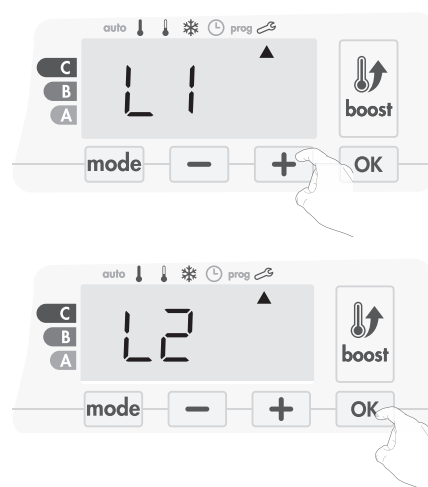 auto prog
C
L1
B
A
boost
mode - + OK
auto prog
C
L2
B
A
boost
mode - + OK